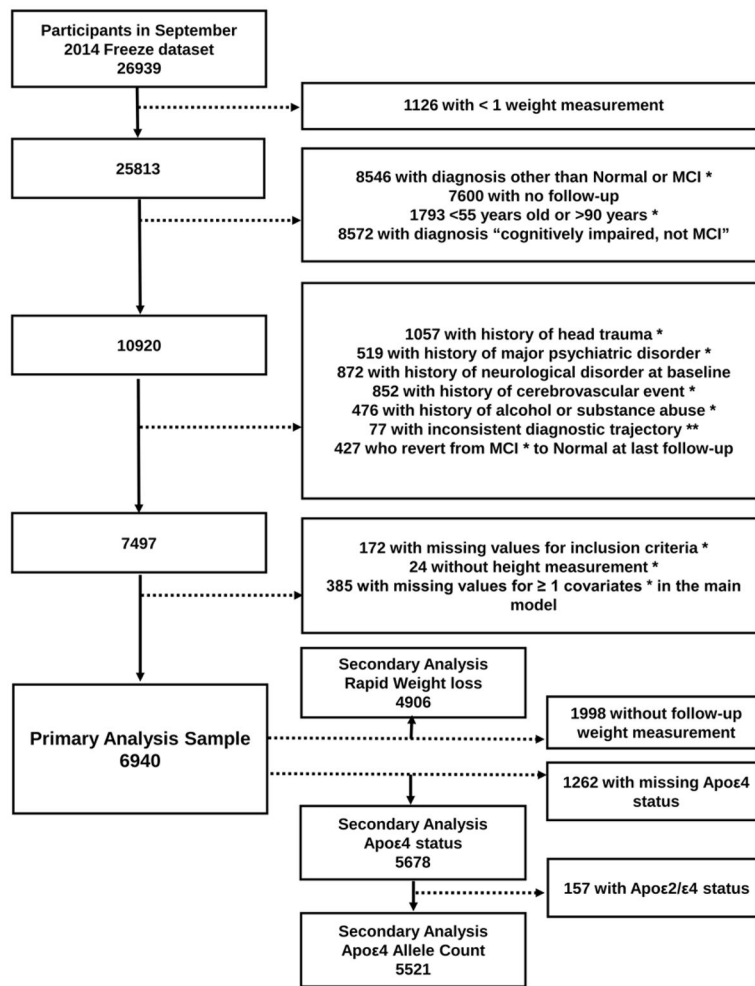 Participants in September
2014 Freeze dataset
26939
1126 with < 1 weight measurement
25813
8546 with diagnosis other than Normal or MCI *
7600 with no follow-up
1793 <55 years old or >90 years *
8572 with diagnosis “cognitively impaired, not MCI”
10920
1057 with history of head trauma *
519 with history of major psychiatric disorder *
872 with history of neurological disorder at baseline
852 with history of cerebrovascular event *
476 with history of alcohol or substance abuse *
77 with inconsistent diagnostic trajectory **
427 who revert from MCI * to Normal at last follow-up
7497
172 with missing values for inclusion criteria *
24 without height measurement *
385 with missing values for ≥ 1 covariates * in the main
model
Secondary Analysis
Rapid Weight loss
4906
Primary Analysis Sample
6940
1998 without follow-up
weight measurement
1262 with missing Apoε4
status
Secondary Analysis
Apoε4 status
5678
157 with Apoε2/ε4 status
Secondary Analysis
Apoε4 Allele Count
5521